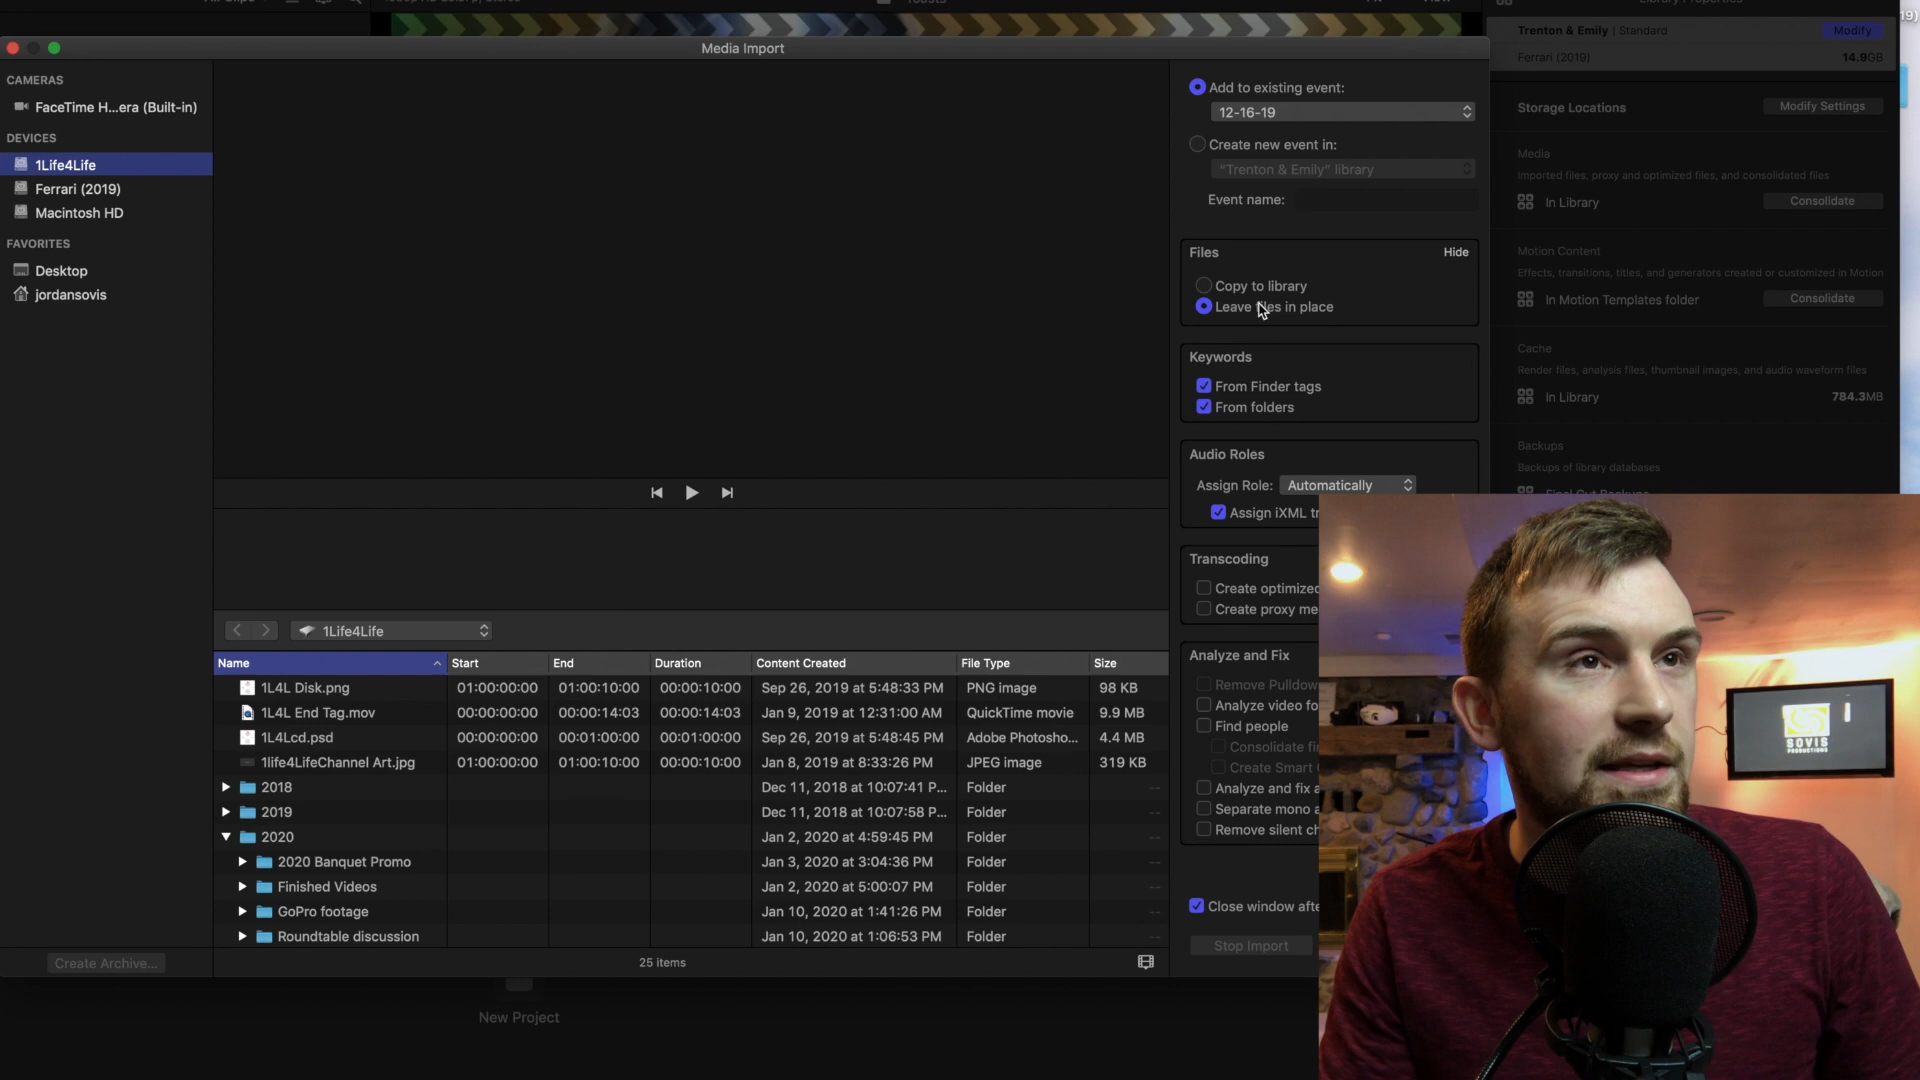 Media Import
CAMERAS
FaceTime H...era (Built-in)
DEVICES
1Life4Life
Ferrari (2019)
Macintosh HD
FAVORITES
Desktop
jordansovis
Create Archive...
1Life4Life
Name Start End Duration Content Created File Type Size
1L4L Disk.png 01:00:00:00 01:00:10:00 00:00:10:00 Sep 26, 2019 at 5:48:33 PM PNG image 98 KB
1L4L End Tag.mov 00:00:00:00 00:00:14:03 00:00:14:03 Jan 9, 2019 at 12:31:00 AM QuickTime movie 9.9 MB
1L4Lcd.psd 00:00:00:00 00:01:00:00 00:01:00:00 Sep 26, 2019 at 5:48:45 PM Adobe Photosho... 4.4 MB
1life4LifeChannel Art.jpg 01:00:00:00 01:00:10:00 00:00:10:00 Jan 8, 2019 at 8:33:26 PM JPEG image 319 KB
2018 Dec 11, 2018 at 10:07:41 P... Folder --
2019 Dec 11, 2018 at 10:07:58 P... Folder --
2020 Jan 2, 2020 at 4:59:45 PM Folder --
2020 Banquet Promo Jan 3, 2020 at 3:04:36 PM Folder --
Finished Videos Jan 2, 2020 at 5:00:07 PM Folder --
GoPro footage Jan 10, 2020 at 1:41:26 PM Folder --
Roundtable discussion Jan 10, 2020 at 1:06:53 PM Folder --
25 items
New Project
Add to existing event:
12-16-19
Create new event in:
"Trenton & Emily" library
Event name:
Files Hide
Copy to library
Leave files in place
Keywords
From Finder tags
From folders
Audio Roles
Assign Role: Automatically
Assign iXML tr
Transcoding
Create optimized
Create proxy me
Analyze and Fix
Remove Pulldow
Analyze video fo
Find people
Consolidate fi
Create Smart
Analyze and fix a
Separate mono a
Remove silent ch
Close window afte
Stop Import
Library Properties
Trenton & Emily | Standard Modify
Ferrari (2019) 14.9GB
Storage Locations Modify Settings
Media
Imported files, proxy and optimized files, and consolidated files
In Library Consolidate
Motion Content
Effects, transitions, titles, and generators created or customized in Motion
In Motion Templates folder Consolidate
Cache
Render files, analysis files, thumbnail images, and audio waveform files
In Library 784.3MB
Backups
Backups of library databases
Final Cut Backups
19)
SOVIS
PRODUCTIONS